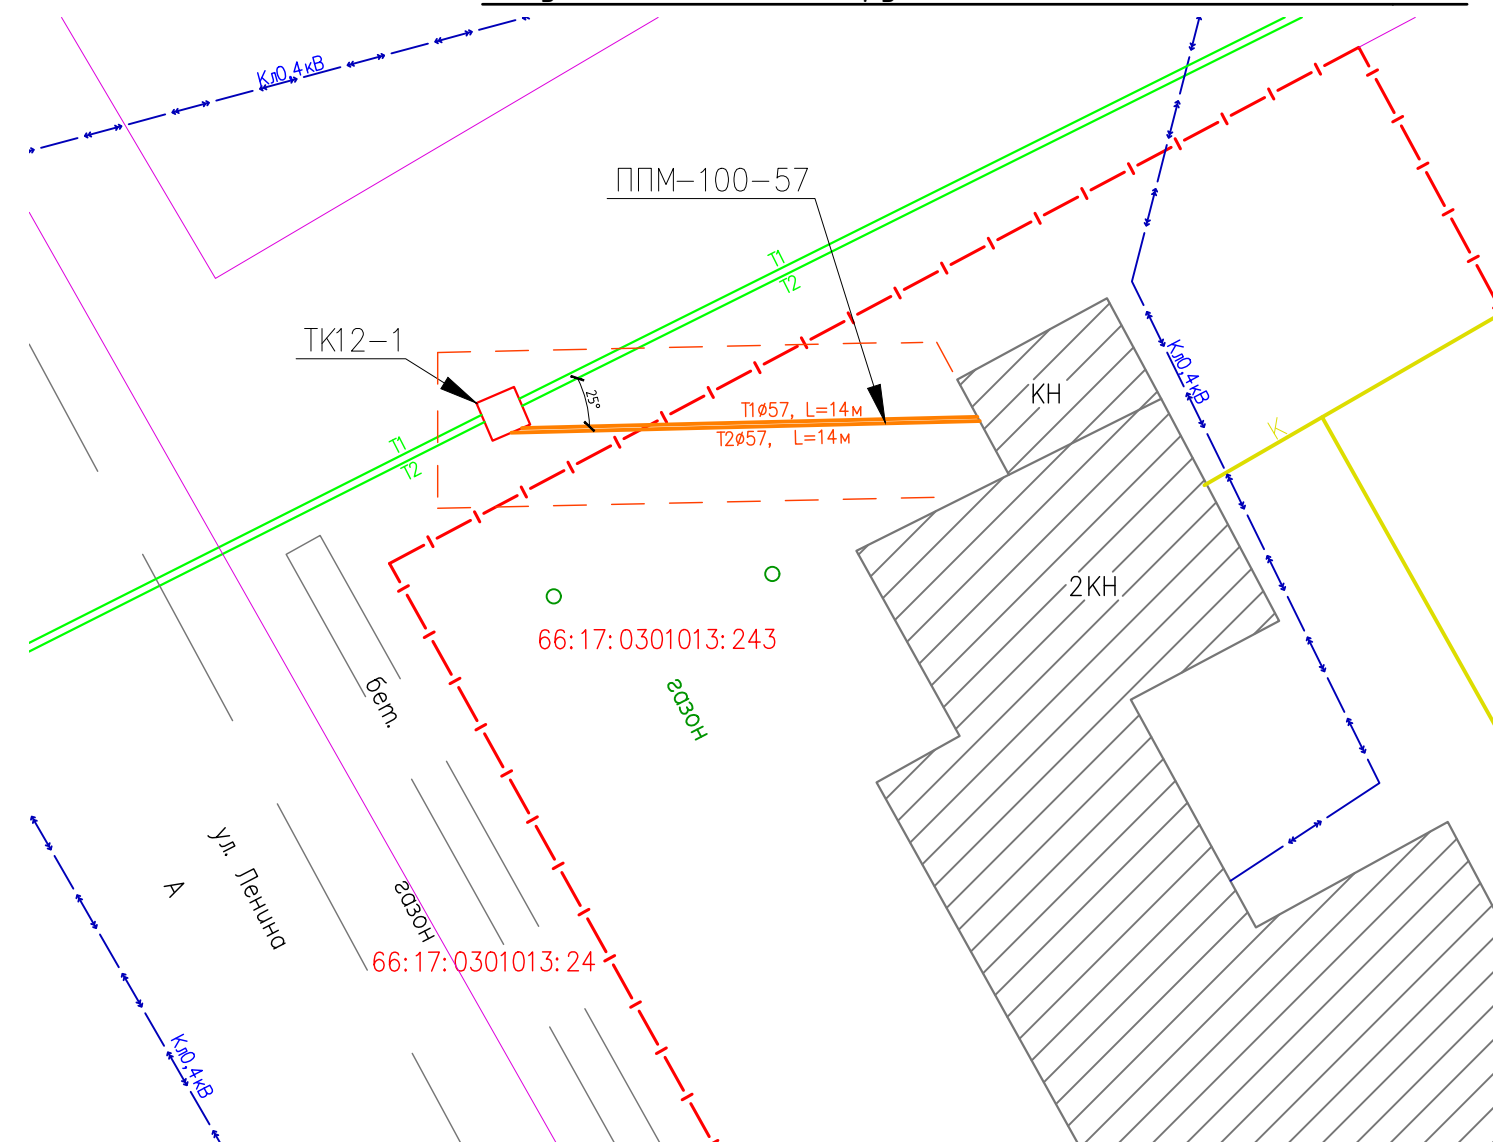 Кл0,4кВ
ППМ-100-57
Т1
Т2
ТК12-1
25°
Кл0,4кВ
КН
Т1ø57, L=14м
Т2ø57, L=14м
К
Т1
Т2
2КН
66:17:0301013:243
газон
бет.
ул. Ленина
А
газон
66:17:0301013:24
Кл0,4кВ